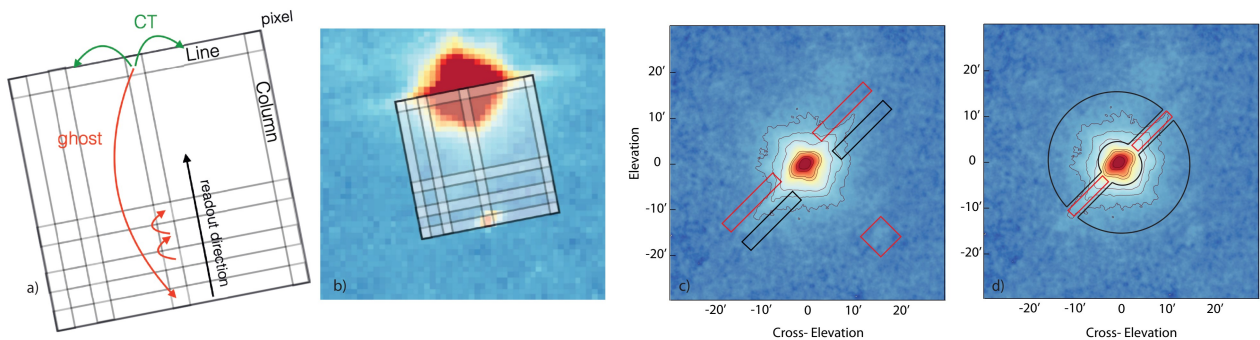 CT
pixel
Line
Column
ghost
readout direction
a)
b)
20′
10′
0
-10′
-20′
Elevation
c)
-20′ -10′ 0 10′ 20′
Cross- Elevation
20′
10′
0
-10′
-20′
d)
-20′ -10′ 0 10′ 20′
Cross- Elevation